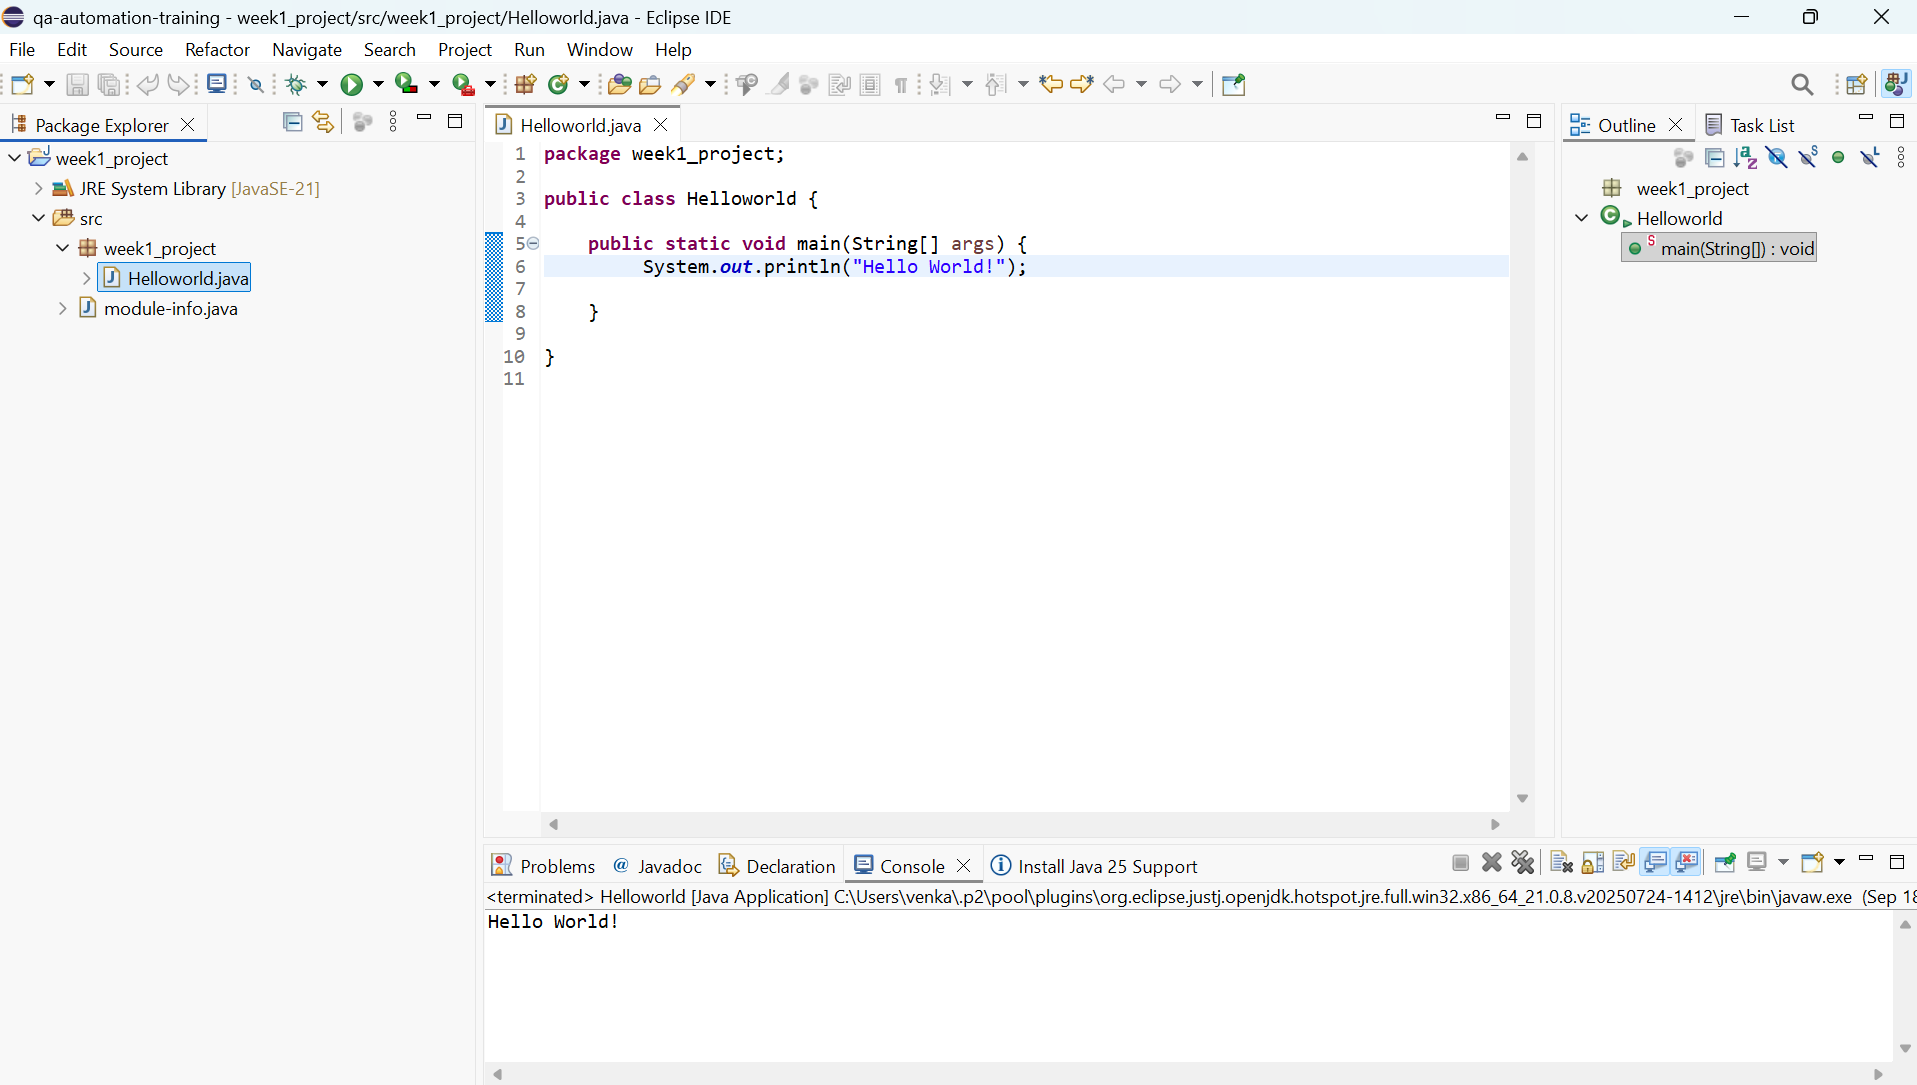 qa-automation-training - week1_project/src/week1_project/Helloworld.java - Eclipse IDE
File Edit Source Refactor Navigate Search Project Run Window Help
Package Explorer
week1_project
JRE System Library [JavaSE-21]
src
week1_project
Helloworld.java
module-info.java
Helloworld.java
1 package week1_project;
2
3 public class Helloworld {
4
5 public static void main(String[] args) {
6 System.out.println("Hello World!");
7
8 }
9
10 }
11
Outline Task List
week1_project
Helloworld
main(String[]) : void
Problems Javadoc Declaration Console Install Java 25 Support
<terminated> Helloworld [Java Application] C:\Users\venka\.p2\pool\plugins\org.eclipse.justj.openjdk.hotspot.jre.full.win32.x86_64_21.0.8.v20250724-1412\jre\bin\javaw.exe (Sep 18
Hello World!